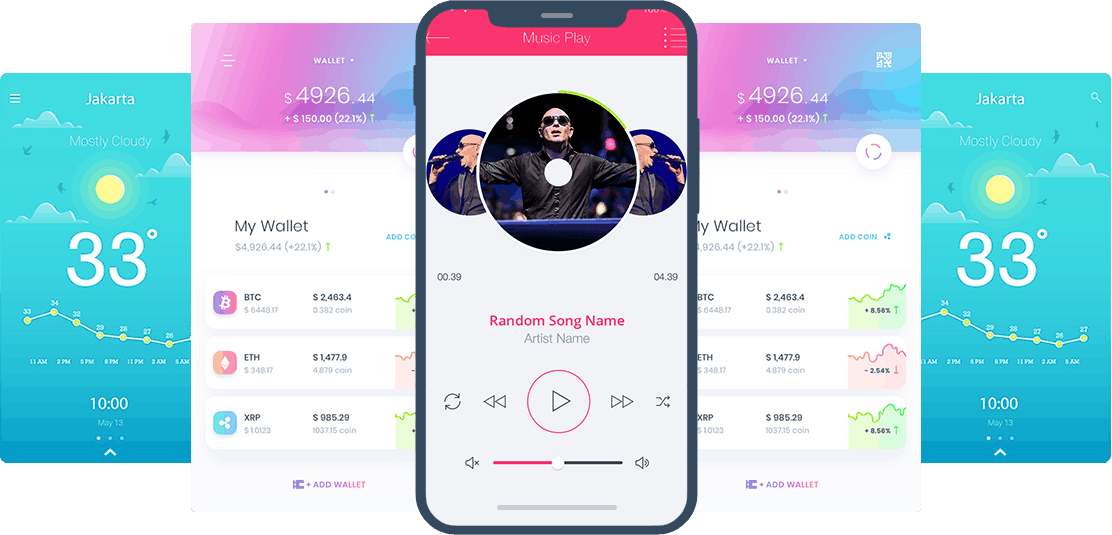 Jakarta
Mostly Cloudy
33°
33
34
32
29
28
27
26
11 AM
2 PM
5 PM
8 PM
11 PM
2 AM
10:00
May 13
WALLET
$ 4926.44
+ $ 150.00 (22.1%)
My Wallet
$4,926.44 (+22.1%)
ADD CO
BTC
$ 6448.17
$ 2,463.4
0.382 coin
ETH
$ 348.17
$ 1,477.9
4.879 coin
XRP
$ 1.0123
$ 985.29
1037.15 coin
+ ADD WALLET
Music Play
00.39
04.39
Random Song Name
Artist Name
WALLET
$ 4926.44
+ $ 150.00 (22.1%)
My Wallet
4,926.44 (+22.1%)
ADD COIN
BTC
$ 6448.17
$ 2,463.4
0.382 coin
+ 8.56%
ETH
$ 348.17
$ 1,477.9
4.879 coin
- 2.54%
XRP
$ 1.0123
$ 985.29
1037.15 coin
+ 8.56%
+ ADD WALLET
Jakarta
Mostly Cloudy
33°
32
29
28
27
26
27
11 AM
2 PM
5 PM
8 PM
11 PM
2 AM
5 AM
10:00
May 13